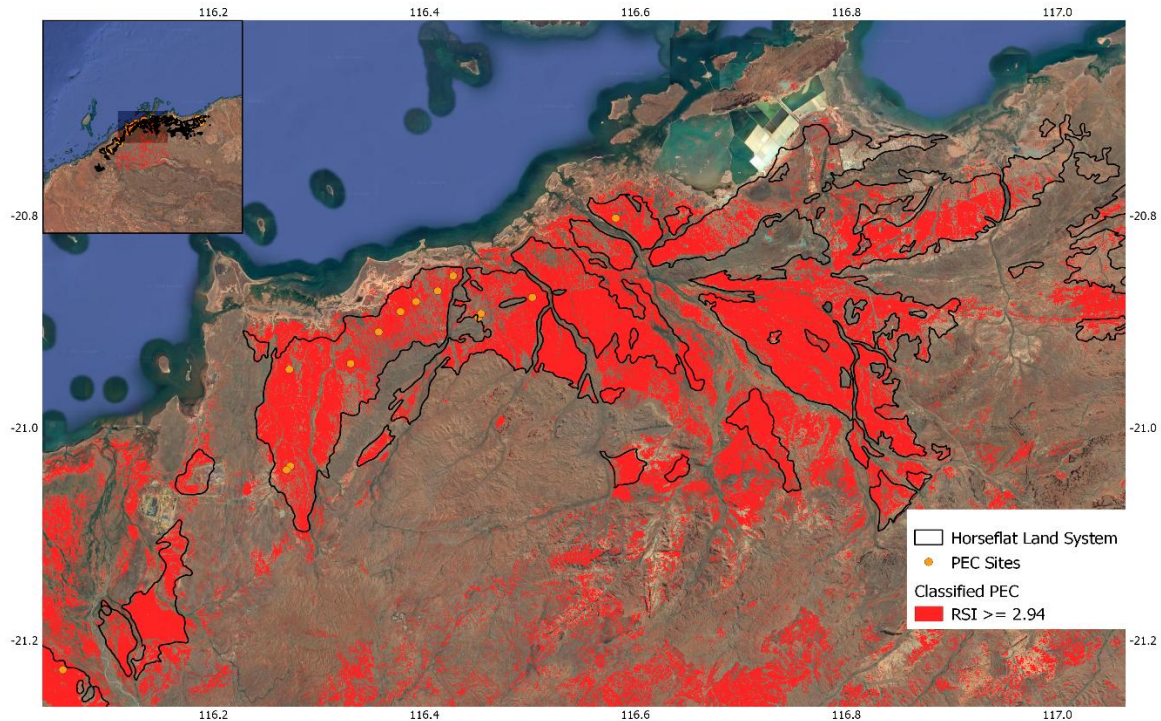 116.2 116.4 116.6 116.8 117.0
-20.8 -20.8
-21.0 -21.0
Horseflat Land System
PEC Sites
Classified PEC
RSI >= 2.94
-21.2 -21.2
116.2 116.4 116.6 116.8 117.0